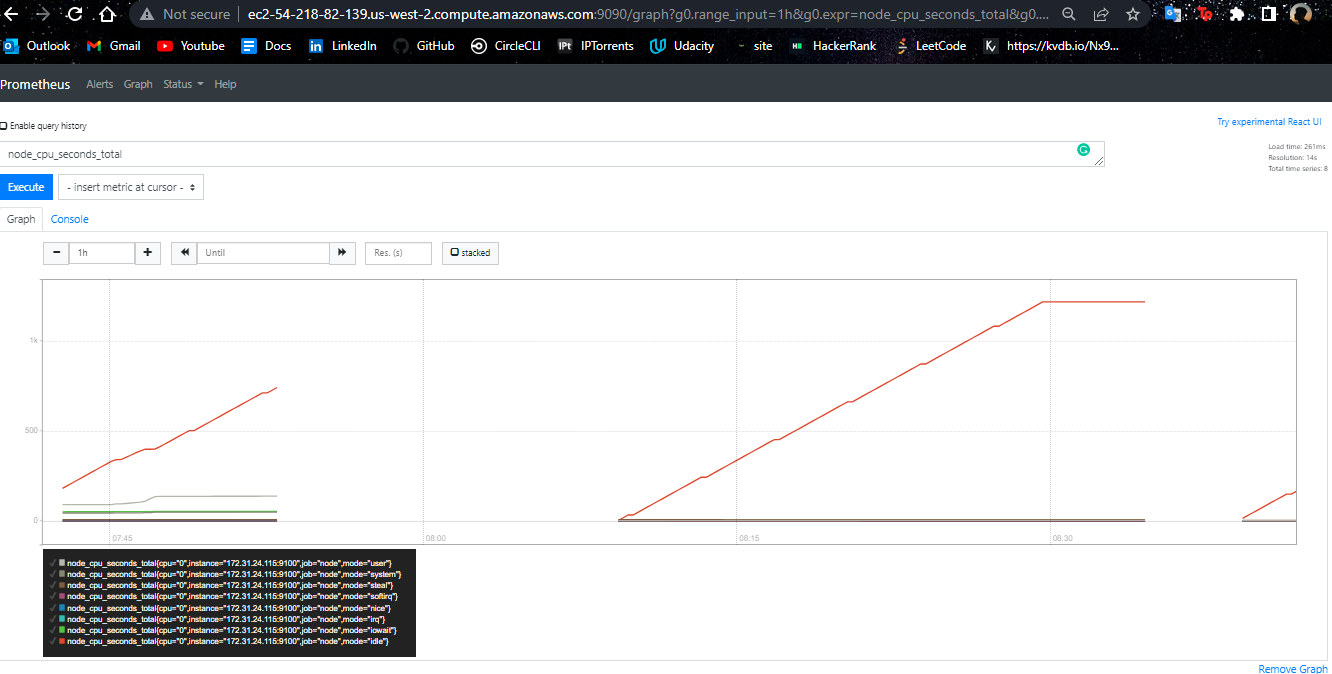 Not secure | ec2-54-218-82-139.us-west-2.compute.amazonaws.com:9090/graph?g0.range_input=1h&g0.expr=node_cpu_seconds_total&g0....
Outlook Gmail Youtube Docs LinkedIn GitHub CircleCLI IPTorrents Udacity site HackerRank LeetCode https://kvdb.io/Nx9...
Prometheus Alerts Graph Status Help
Enable query history
Try experimental React UI
node_cpu_seconds_total
Load time: 261ms
Resolution: 14s
Total time series: 8
Execute - insert metric at cursor -
Graph Console
- 1h + Until Res. (s) stacked
1k
500
0
07:45 08:00 08:15 08:30
node_cpu_seconds_total{cpu="0",instance="172.31.24.115:9100",job="node",mode="user"}
node_cpu_seconds_total{cpu="0",instance="172.31.24.115:9100",job="node",mode="system"}
node_cpu_seconds_total{cpu="0",instance="172.31.24.115:9100",job="node",mode="steal"}
node_cpu_seconds_total{cpu="0",instance="172.31.24.115:9100",job="node",mode="softirq"}
node_cpu_seconds_total{cpu="0",instance="172.31.24.115:9100",job="node",mode="nice"}
node_cpu_seconds_total{cpu="0",instance="172.31.24.115:9100",job="node",mode="irq"}
node_cpu_seconds_total{cpu="0",instance="172.31.24.115:9100",job="node",mode="iowait"}
node_cpu_seconds_total{cpu="0",instance="172.31.24.115:9100",job="node",mode="idle"}
Remove Graph